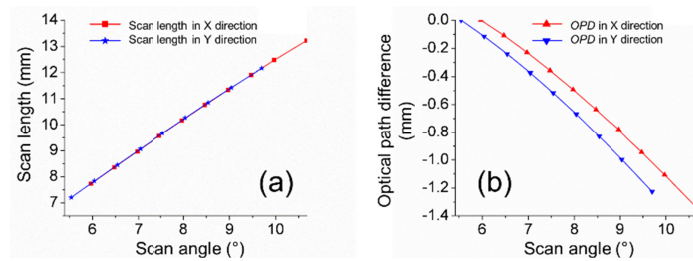 14
13
12
11
10
9
8
7
Scan length (mm)
Scan length in X direction
Scan length in Y direction
(a)
6 7 8 9 10
Scan angle (°)
0.0
-0.2
-0.4
-0.6
-0.8
-1.0
-1.2
-1.4
Optical path difference
(mm)
OPD in X direction
OPD in Y direction
(b)
6 7 8 9 10
Scan angle (°)